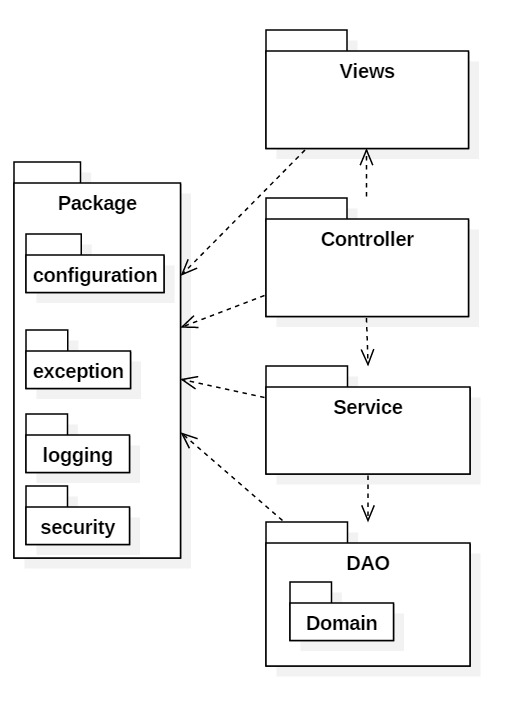 Views
Package
configuration
exception
logging
security
Controller
Service
DAO
Domain